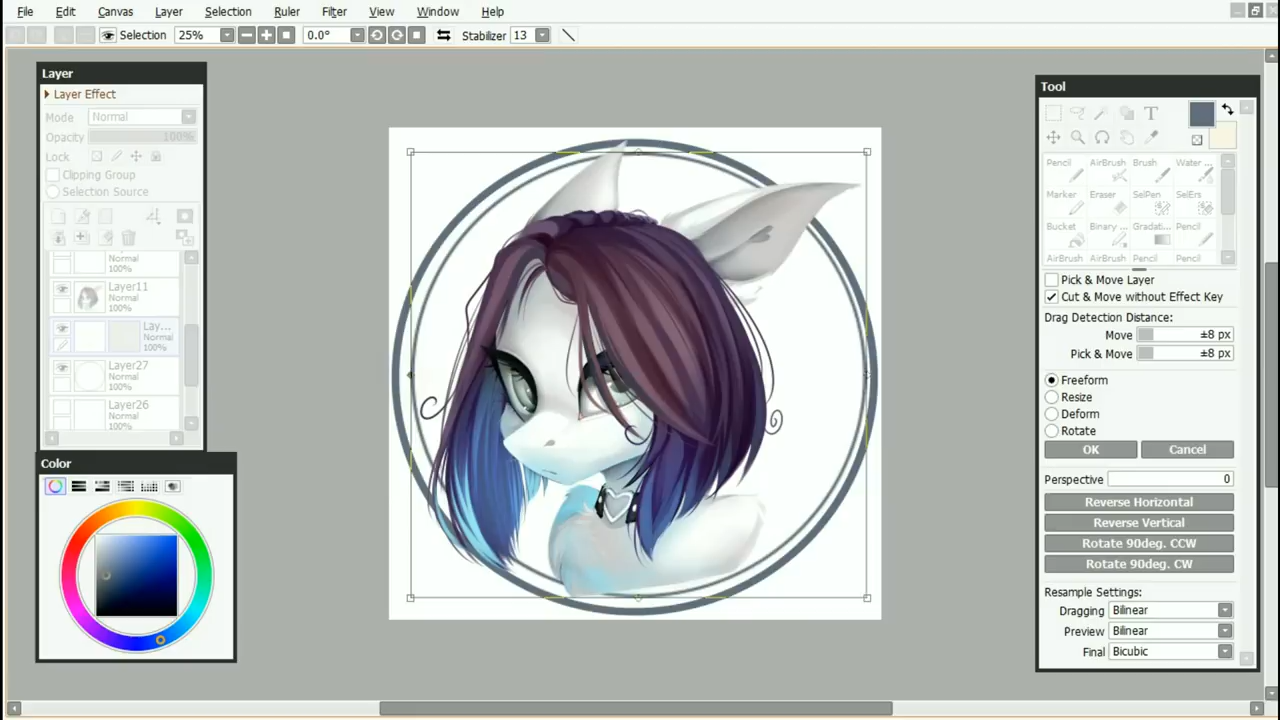 File Edit Canvas Layer Selection Ruler Filter View Window Help
Selection 25% 0.0° Stabilizer 13
Layer
Layer Effect
Mode Normal
Opacity 100%
Lock
Clipping Group
Selection Source
Normal
100%
Layer11
Normal
100%
Lay...
Normal
100%
Layer27
Normal
100%
Layer26
Normal
100%
Color
Tool
T
Pencil AirBrush Brush Water ...
Marker Eraser SelPen SelErs
Bucket Binary ... Gradati... Pencil
AirBrush AirBrush Pencil Pencil
Pick & Move Layer
Cut & Move without Effect Key
Drag Detection Distance:
Move ±8 px
Pick & Move ±8 px
Freeform
Resize
Deform
Rotate
OK Cancel
Perspective 0
Reverse Horizontal
Reverse Vertical
Rotate 90deg. CCW
Rotate 90deg. CW
Resample Settings:
Dragging Bilinear
Preview Bilinear
Final Bicubic